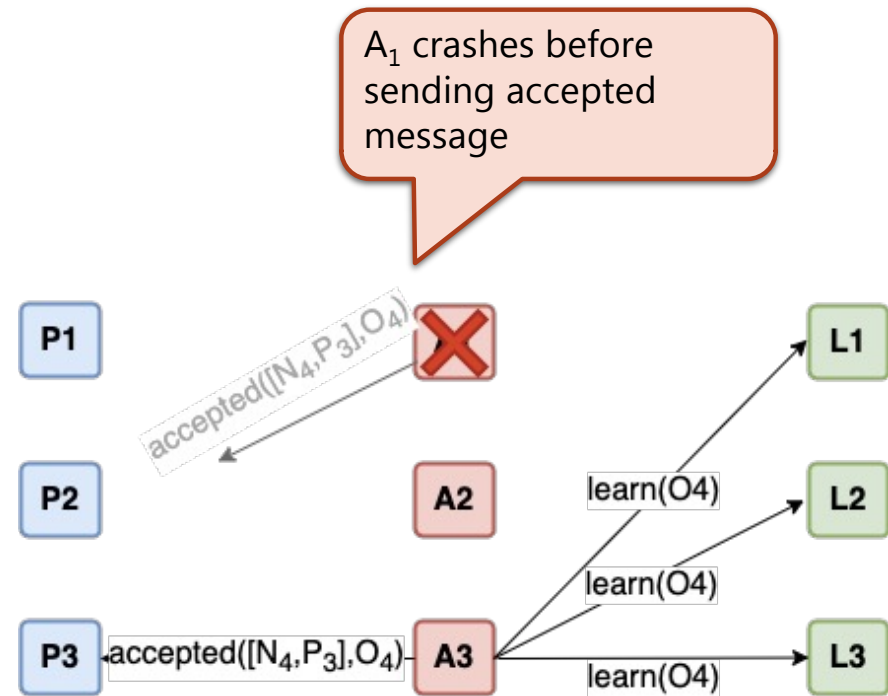 A₁ crashes before
sending accepted
message
accepted([N₄,P₃],O₄)
P1
L1
learn(O4)
P2
A2
L2
learn(O4)
P3
accepted([N₄,P₃],O₄)
A3
learn(O4)
L3